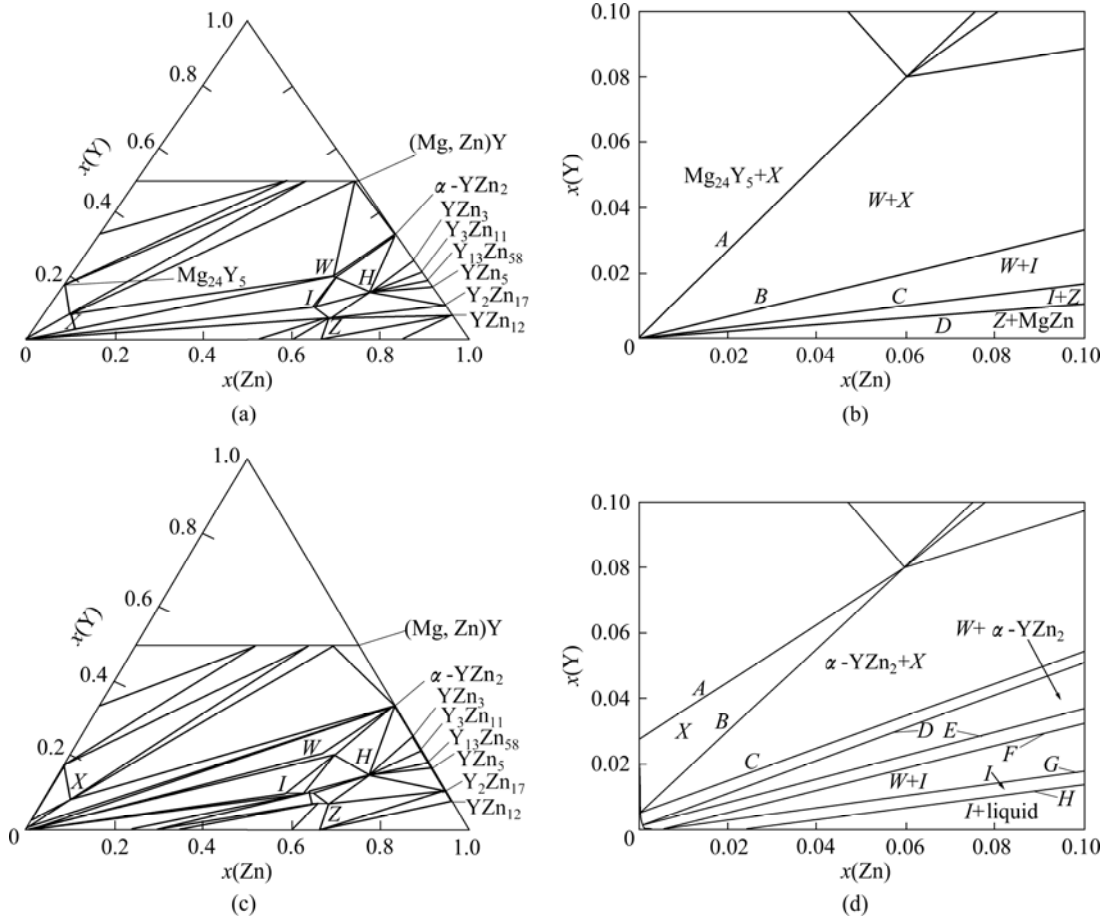 1.0
0.8
0.6
x(Y)
0.4
0.2
0
(Mg, Zn)Y
α-YZn2
YZn3
Y3Zn11
Y13Zn58
YZn5
Y2Zn17
YZn12
Mg24Y5
W
H
I
Z
0 0.2 0.4 0.6 0.8 1.0
x(Zn)
(a)
0.10
0.08
0.06
x(Y)
0.04
0.02
0
Mg24Y5+X
W+X
A
W+I
B
C
I+Z
D
Z+MgZn
0.02 0.04 0.06 0.08 0.10
x(Zn)
(b)
1.0
0.8
0.6
x(Y)
0.4
0.2
0
(Mg, Zn)Y
α-YZn2
YZn3
Y3Zn11
Y13Zn58
YZn5
Y2Zn17
YZn12
X
W
H
I
Z
0.2 0.4 0.6 0.8 1.0
x(Zn)
(c)
0.10
0.08
0.06
x(Y)
0.04
0.02
0
W+ α-YZn2
α-YZn2+X
A
X
B
C
D
E
F
W+I
G
I
H
I+liquid
0 0.02 0.04 0.06 0.08 0.10
x(Zn)
(d)